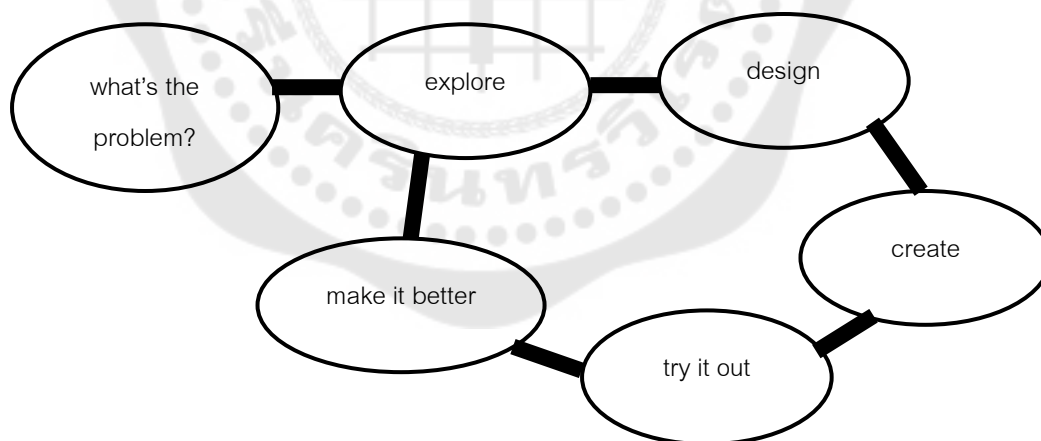 what's the
problem?
explore
design
create
try it out
make it better